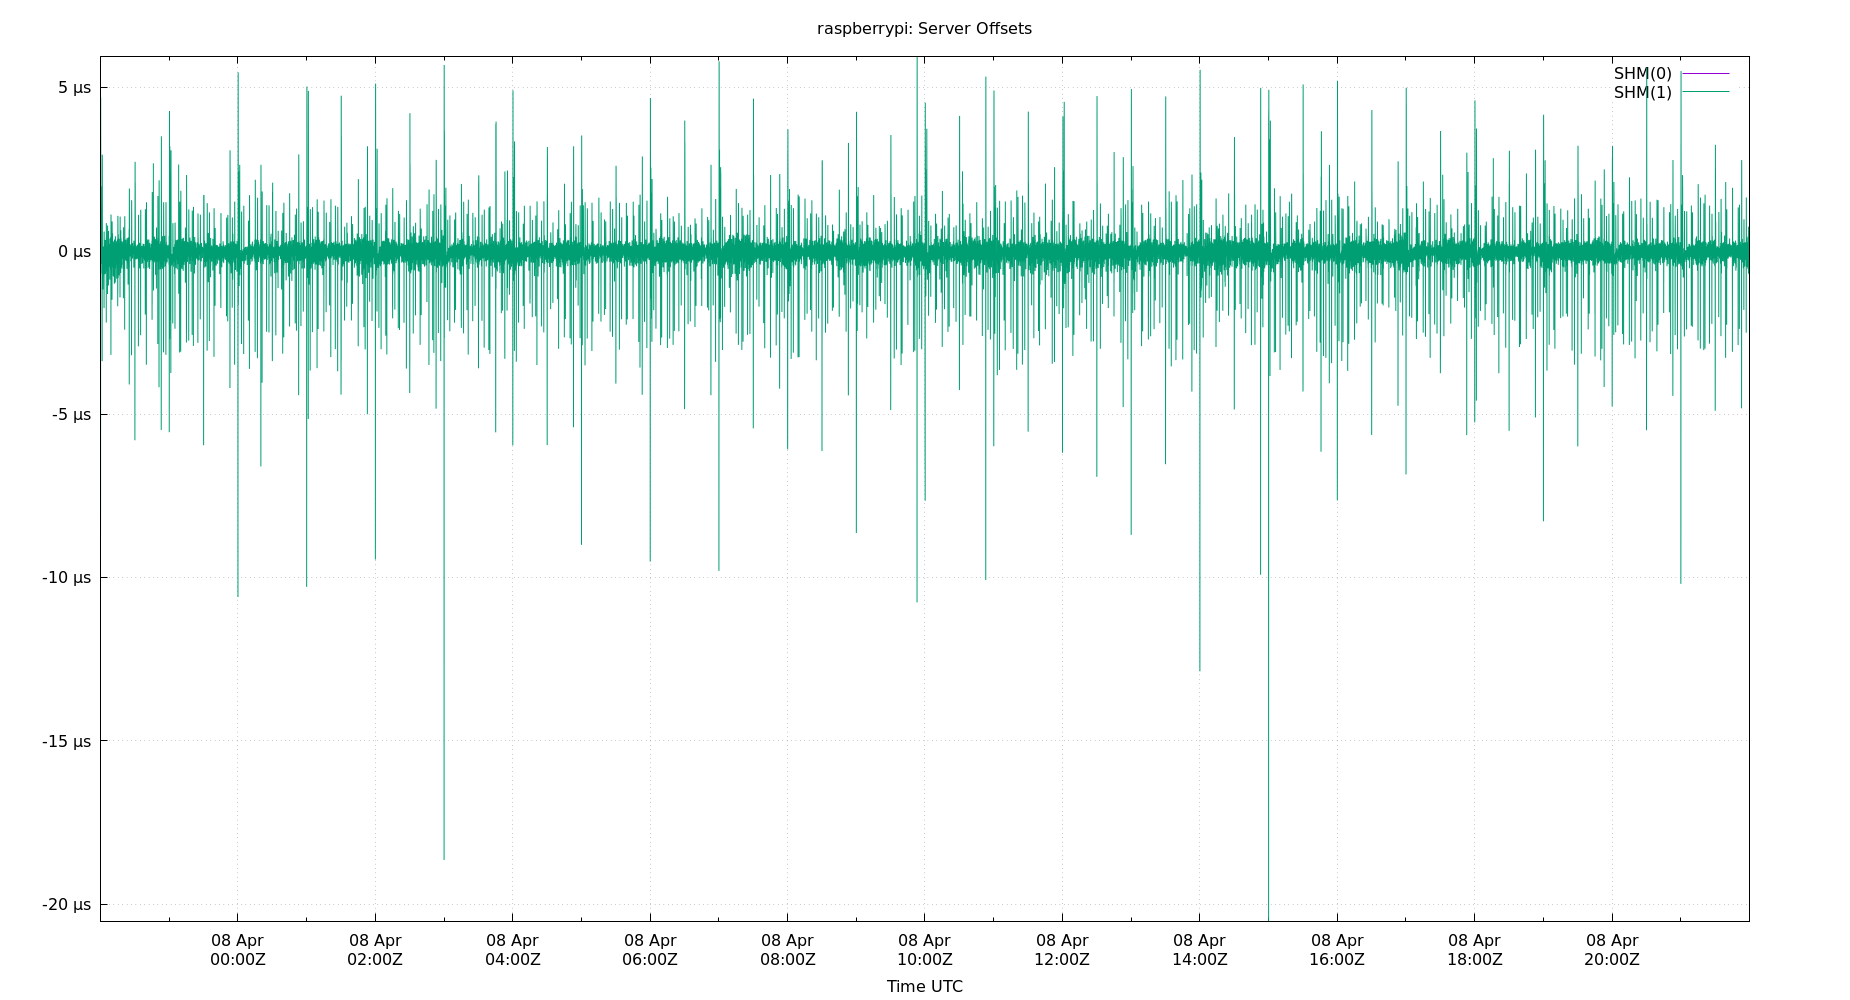 raspberrypi: Server Offsets
SHM(0)
SHM(1)
5 µs
0 µs
-5 µs
-10 µs
-15 µs
-20 µs
08 Apr 08 Apr 08 Apr 08 Apr 08 Apr 08 Apr 08 Apr 08 Apr 08 Apr 08 Apr 08 Apr
00:00Z 02:00Z 04:00Z 06:00Z 08:00Z 10:00Z 12:00Z 14:00Z 16:00Z 18:00Z 20:00Z
Time UTC